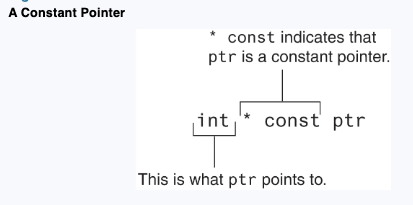 A Constant Pointer
* const indicates that
ptr is a constant pointer.
int * const ptr
This is what ptr points to.